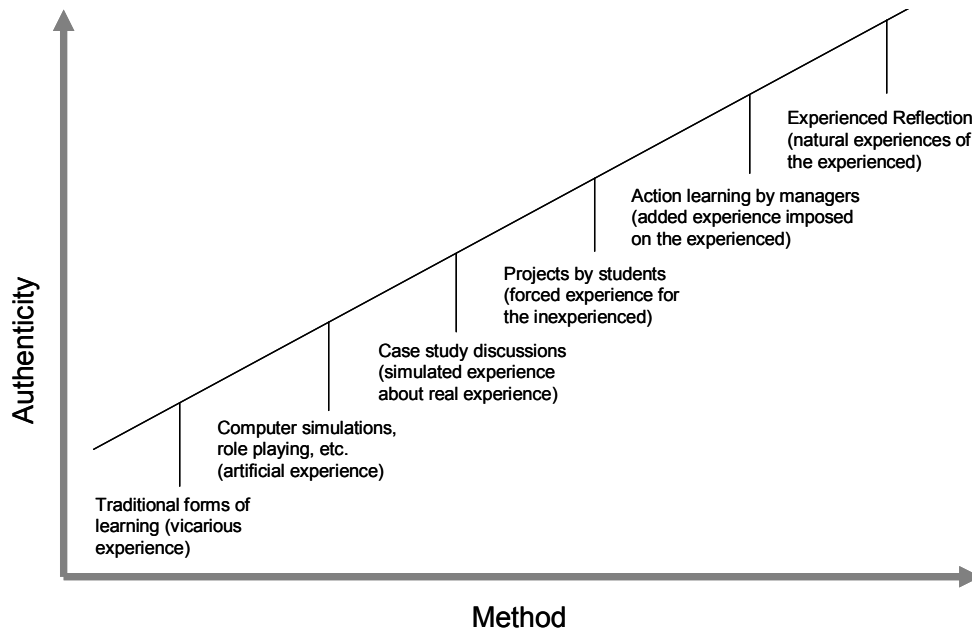 Authenticity
Experienced Reflection
(natural experiences of
the experienced)
Action learning by managers
(added experience imposed
on the experienced)
Projects by students
(forced experience for
the inexperienced)
Case study discussions
(simulated experience
about real experience)
Computer simulations,
role playing, etc.
(artificial experience)
Traditional forms of
learning (vicarious
experience)
Method